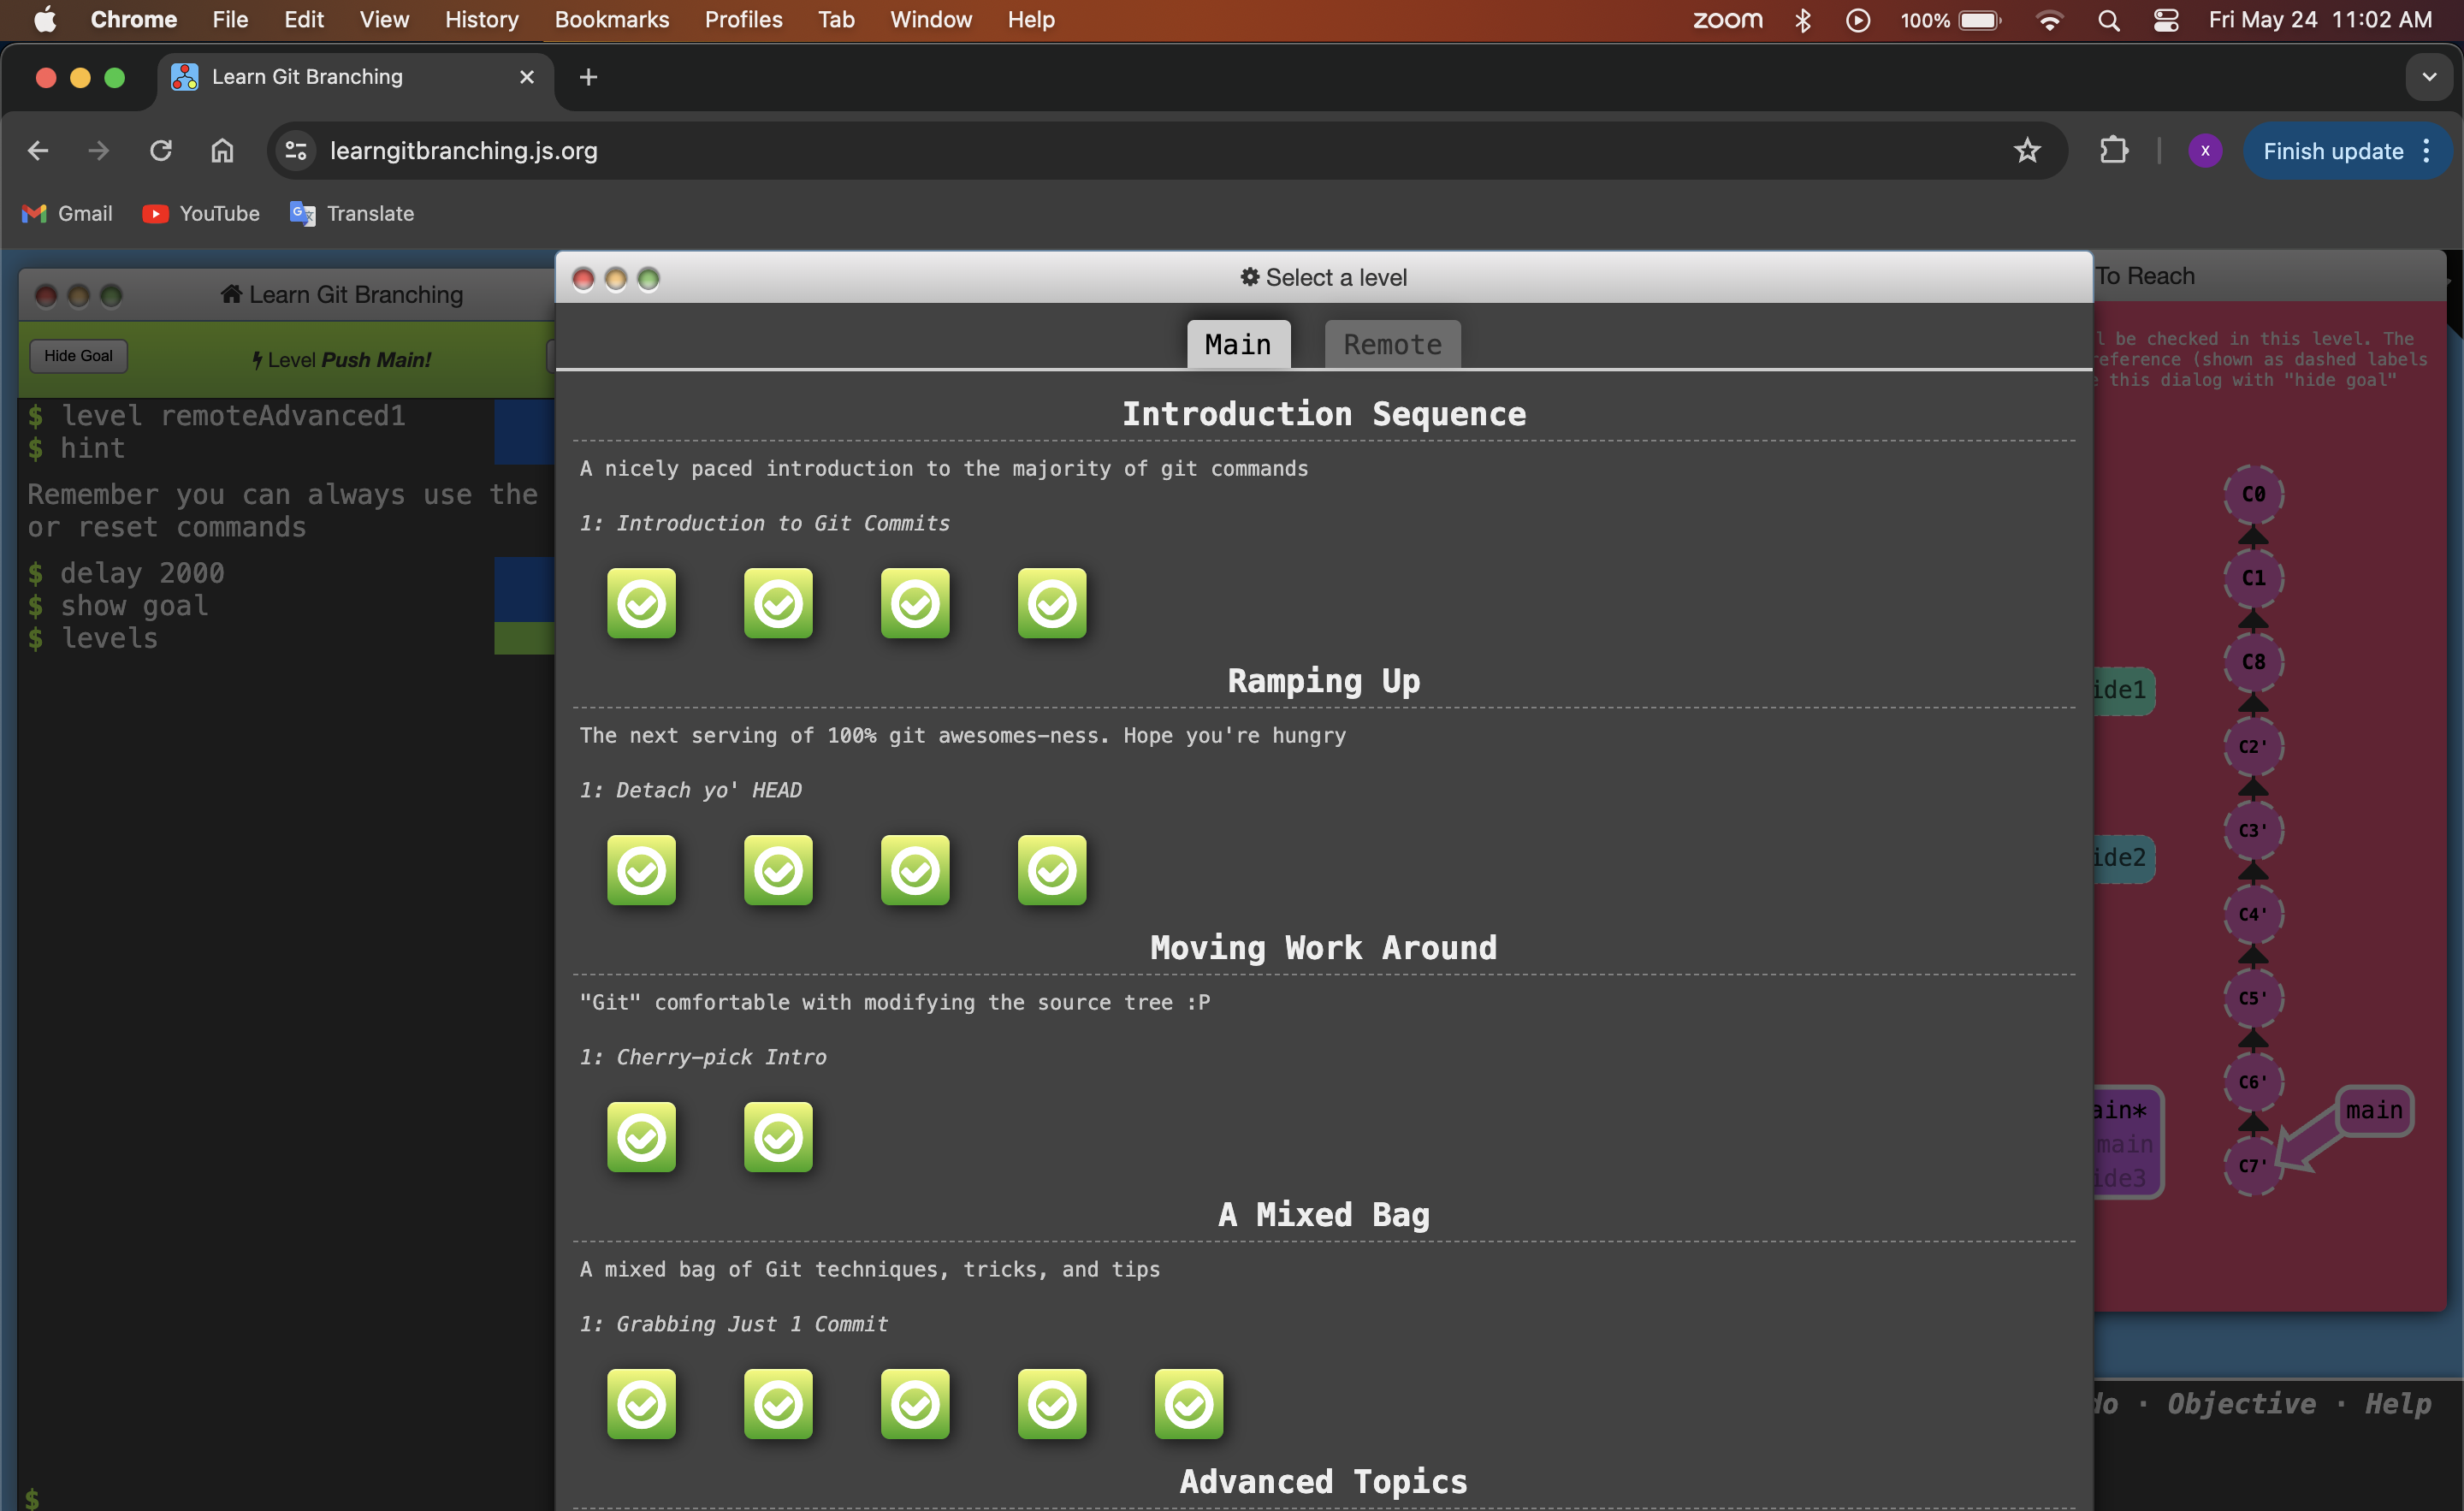 Chrome File Edit View History Bookmarks Profiles Tab Window Help zoom 100% Fri May 24 11:02 AM
Learn Git Branching
learngitbranching.js.org
x
Finish update
Gmail YouTube Translate
Learn Git Branching
Hide Goal
Level Push Main!
$ level remoteAdvanced1
$ hint
Remember you can always use the
or reset commands
$ delay 2000
$ show goal
$ levels
$
Select a level
Main Remote
Introduction Sequence
A nicely paced introduction to the majority of git commands
1: Introduction to Git Commits
Ramping Up
The next serving of 100% git awesomes-ness. Hope you're hungry
1: Detach yo' HEAD
Moving Work Around
"Git" comfortable with modifying the source tree :P
1: Cherry-pick Intro
A Mixed Bag
A mixed bag of Git techniques, tricks, and tips
1: Grabbing Just 1 Commit
Advanced Topics
To Reach
l be checked in this level. The
reference (shown as dashed labels
this dialog with "hide goal"
C0
C1
C8
ide1
C2'
C3'
ide2
C4'
C5'
C6'
ain*
main
main
ide3
C7'
do · Objective · Help